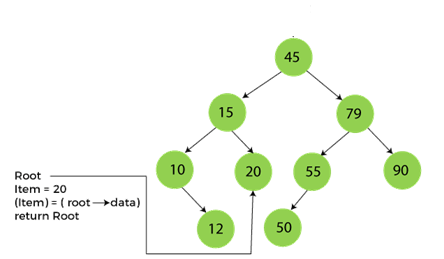 45
15
79
10
20
55
90
12
50
Root
Item = 20
(Item) = ( root→data)
return Root